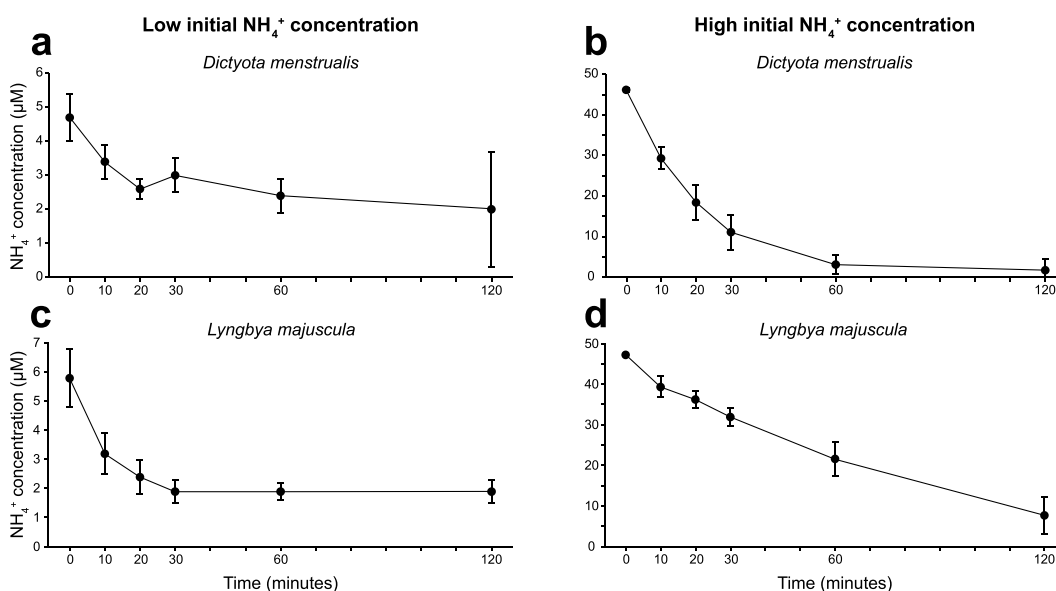 Low initial NH₄⁺ concentration
High initial NH₄⁺ concentration
a
Dictyota menstrualis
NH₄⁺ concentration (µM)
6
5
4
3
2
1
0
0 10 20 30 60 120
b
Dictyota menstrualis
50
40
30
20
10
0
0 10 20 30 60 120
c
Lyngbya majuscula
NH₄⁺ concentration (µM)
7
6
5
4
3
2
1
0
0 10 20 30 60 120
Time (minutes)
d
Lyngbya majuscula
50
40
30
20
10
0
0 10 20 30 60 120
Time (minutes)